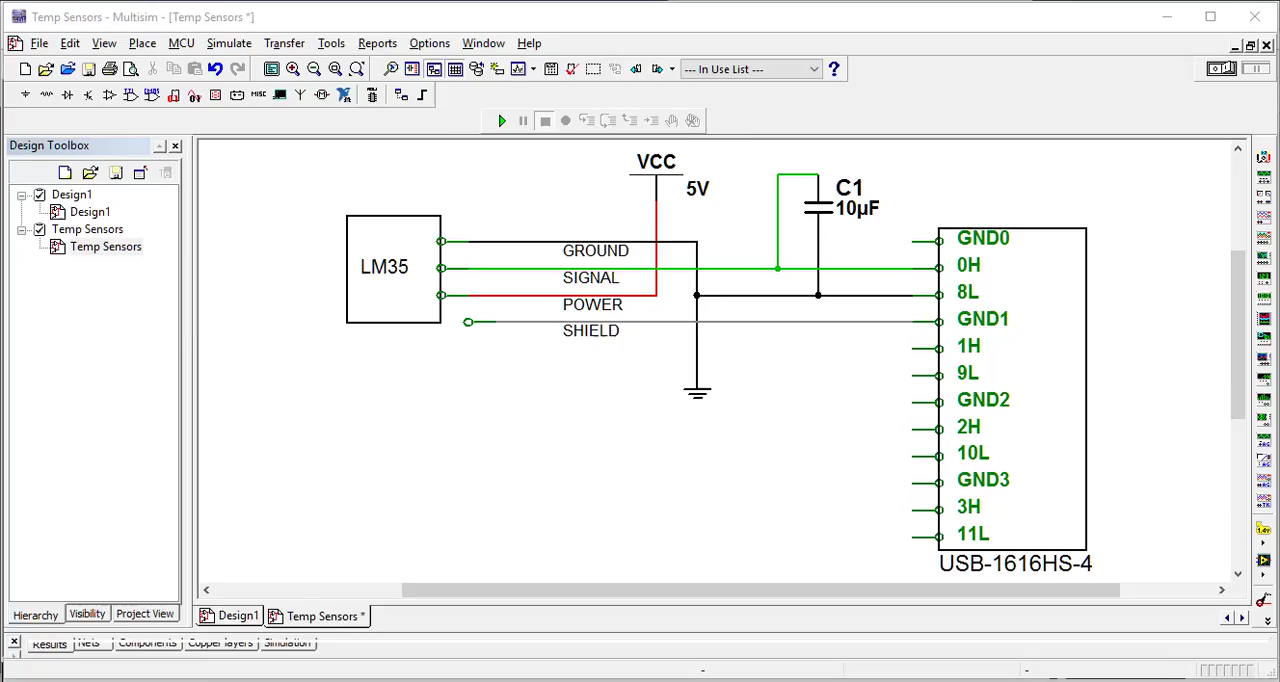 Temp Sensors - Multisim - [Temp Sensors *]
File Edit View Place MCU Simulate Transfer Tools Reports Options Window Help
--- In Use List ---
Design Toolbox
Design1
Design1
Temp Sensors
Temp Sensors
VCC
5V
C1
10µF
LM35
GROUND
SIGNAL
POWER
SHIELD
GND0
0H
8L
GND1
1H
9L
GND2
2H
10L
GND3
3H
11L
USB-1616HS-4
Hierarchy Visibility Project View
Design1 Temp Sensors *
Results Nets Components Copper layers Simulation